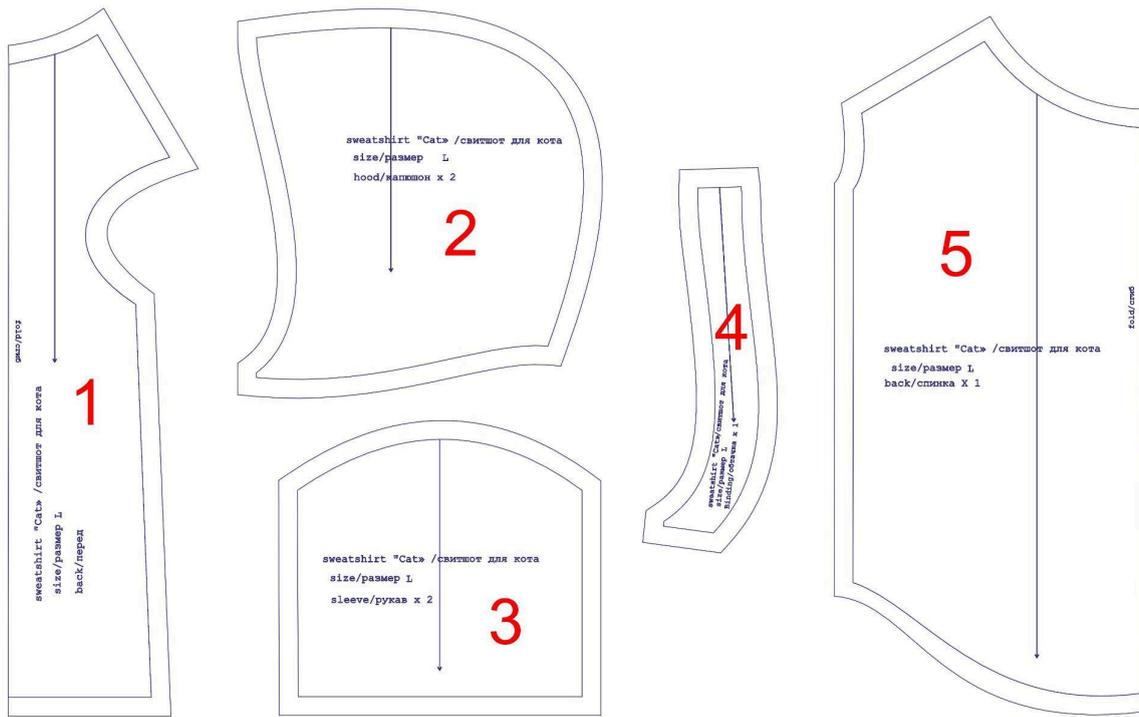 fold/сгиб
sweatshirt "Cat» /свитшот для кота
size/размер L
back/перед
1
sweatshirt "Cat» /свитшот для кота
size/размер L
hood/капюшон x 2
2
sweatshirt "Cat» /свитшот для кота
size/размер L
sleeve/рукав x 2
3
sweatshirt "Cat»/свитшот для кота
size/размер L
Binding/обтачка x 1
4
5
sweatshirt "Cat» /свитшот для кота
size/размер L
back/спинка X 1
fold/сгиб